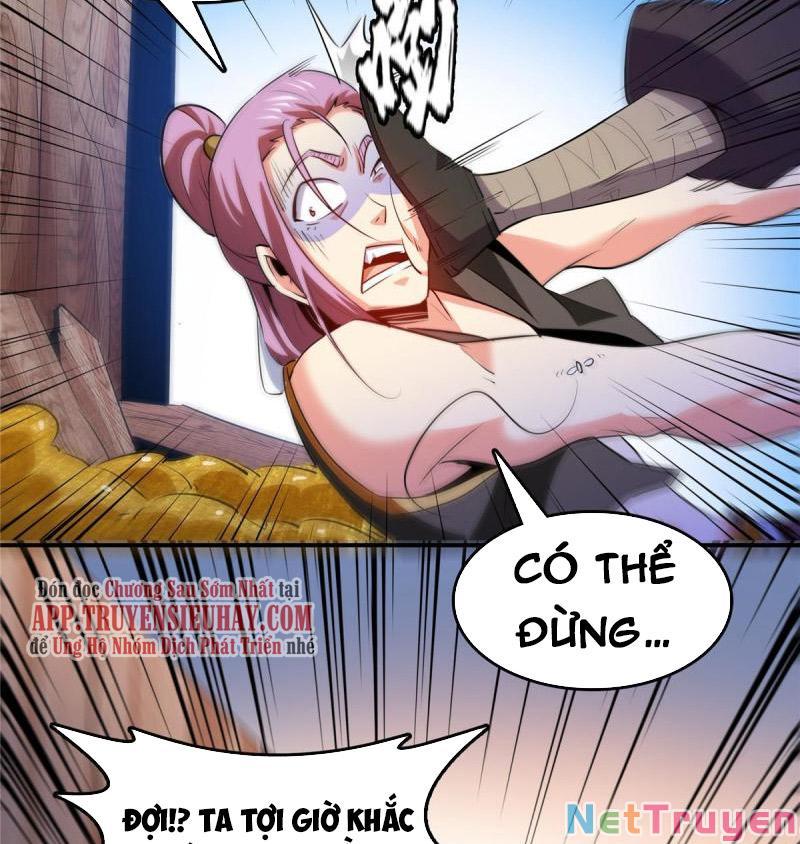 CÓ THỂ
ĐỪNG...
Đón đọc Chương Sau Sớm Nhất tại
APP.TRUYENSIEUHAY.COM
để Ủng Hộ Nhóm Dịch Phát Triển nhé
ĐỢI!? TA TỢI GIỜ KHẮC
NetTruyen